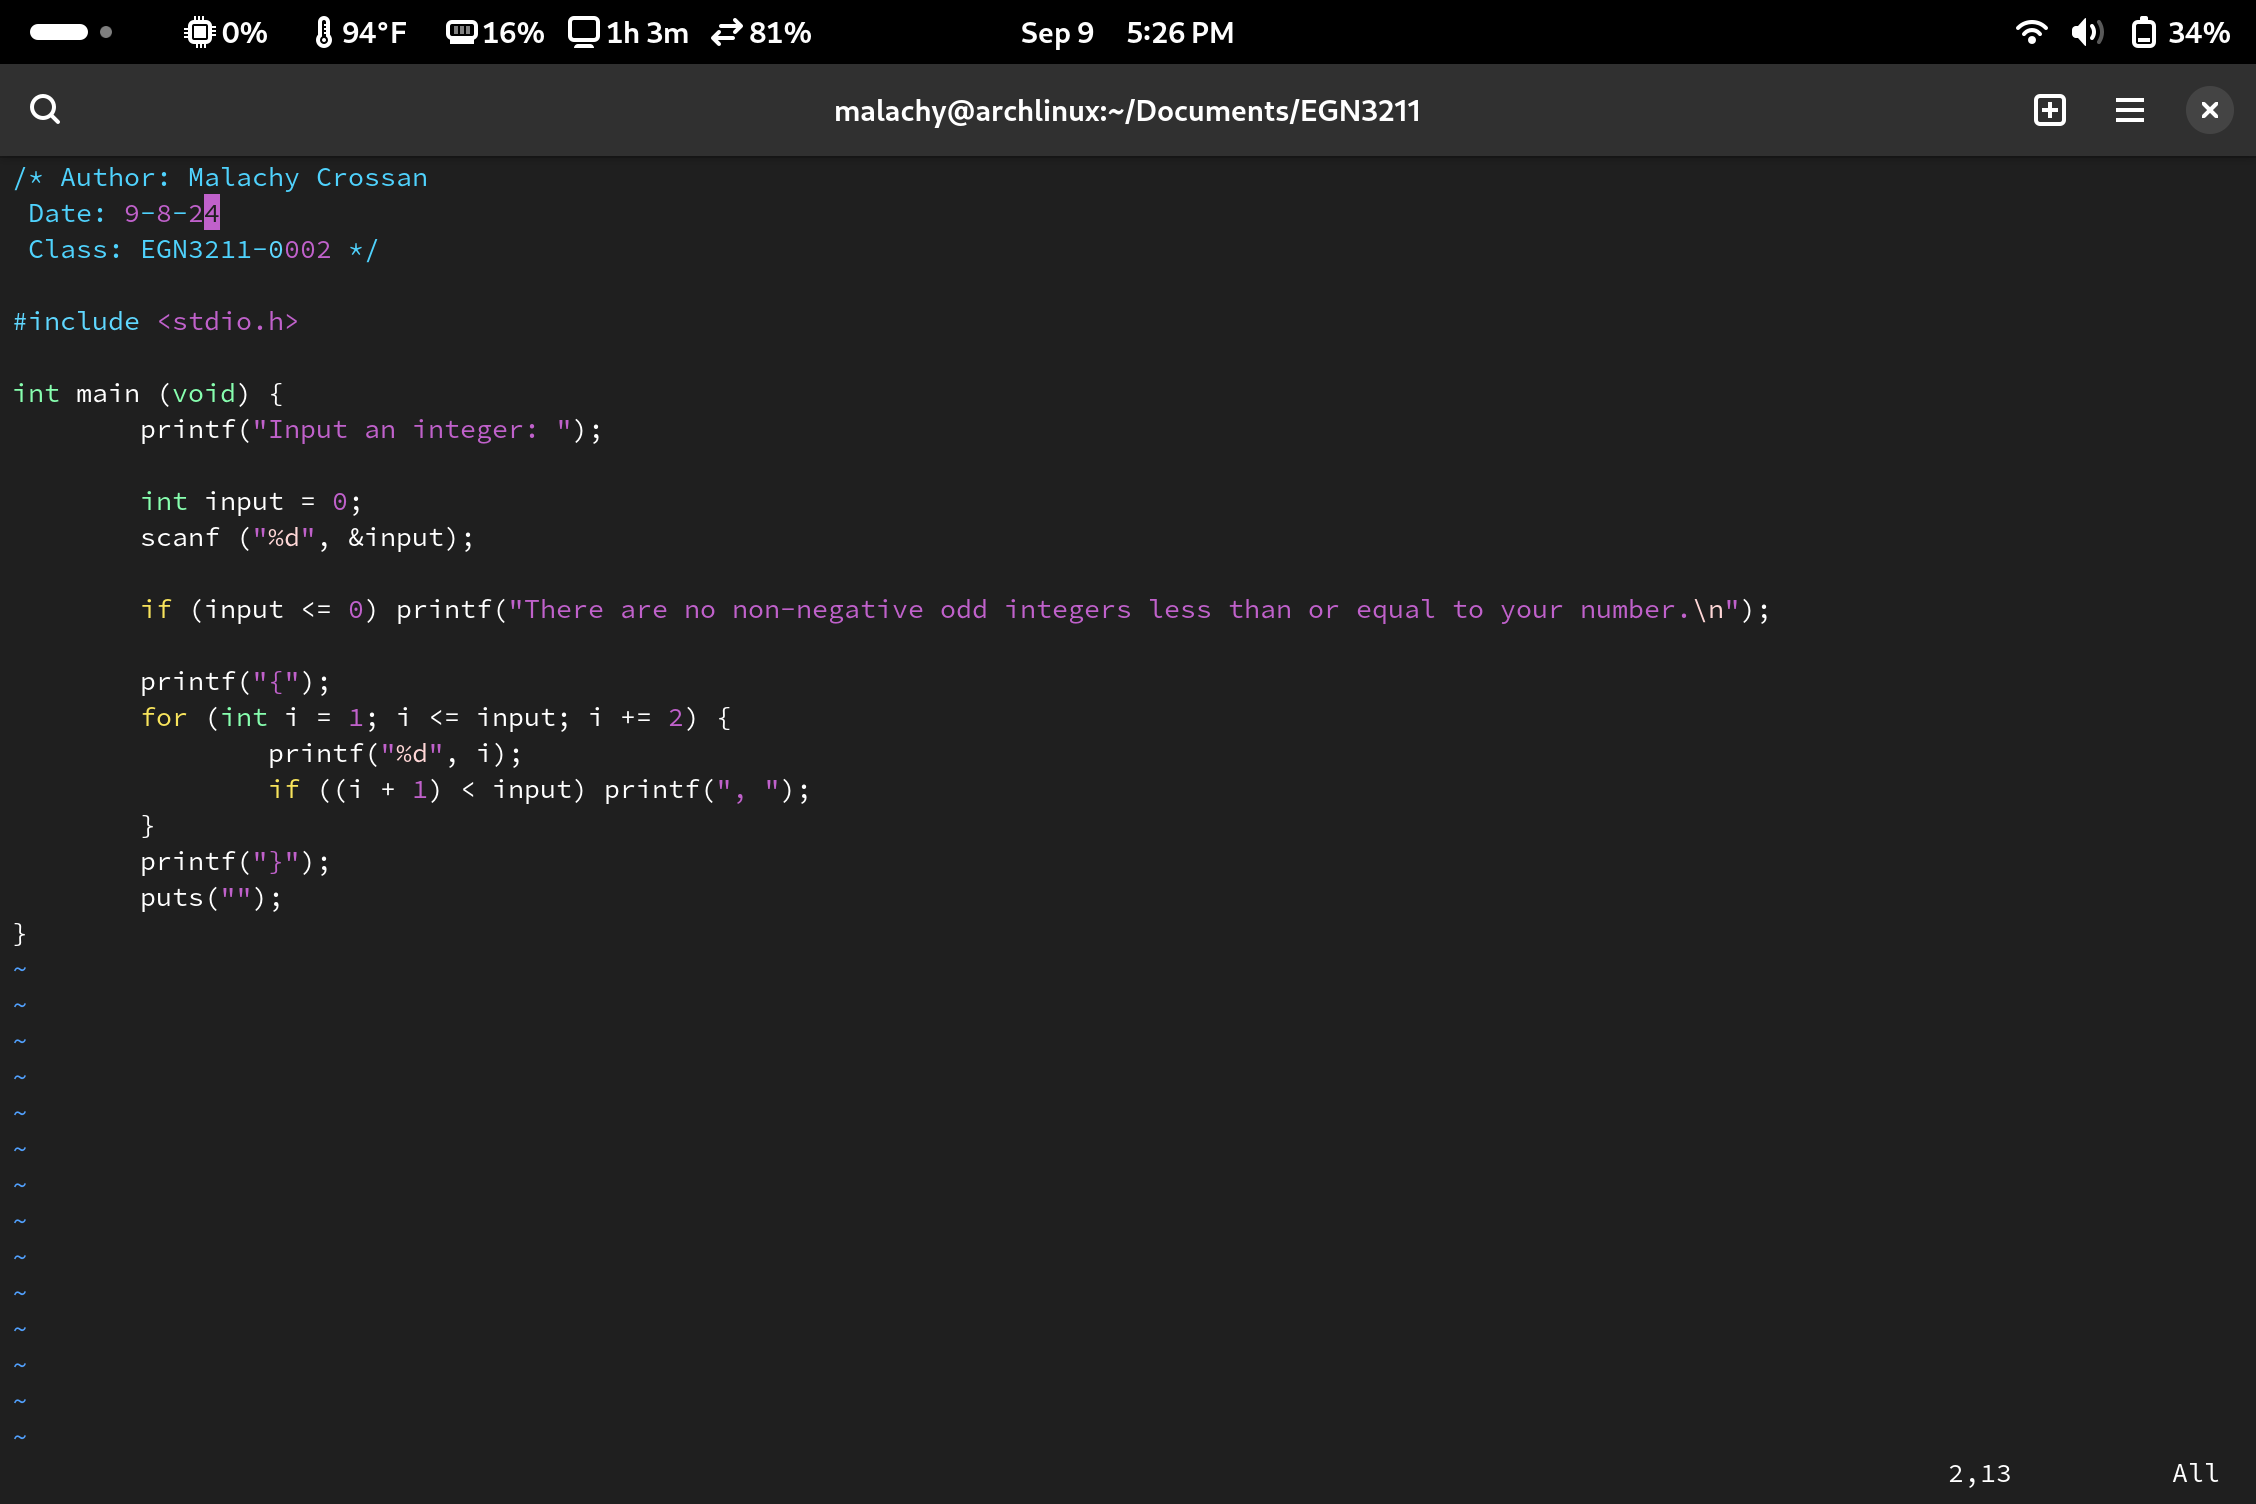 0% 94°F 16% 1h 3m 81% Sep 9 5:26 PM 34%
malachy@archlinux:~/Documents/EGN3211
/* Author: Malachy Crossan
 Date: 9-8-24
 Class: EGN3211-0002 */
#include <stdio.h>
int main (void) {
        printf("Input an integer: ");
        int input = 0;
        scanf ("%d", &input);
        if (input <= 0) printf("There are no non-negative odd integers less than or equal to your number.\n");
        printf("{");
        for (int i = 1; i <= input; i += 2) {
                printf("%d", i);
                if ((i + 1) < input) printf(", ");
        }
        printf("}");
        puts("");
}
~
~
~
~
~
~
~
~
~
~
~
~
~
~
2,13 All